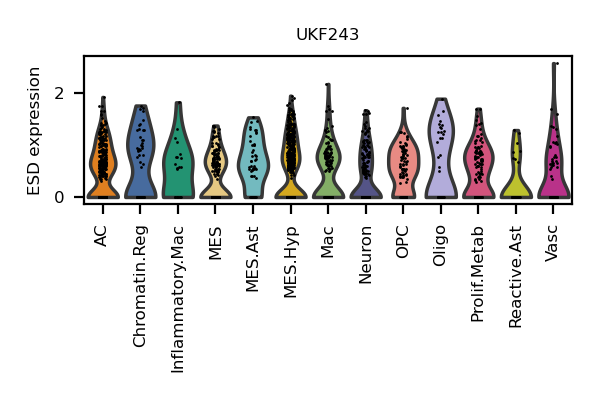 UKF243
ESD expression
2
0
AC
Chromatin.Reg
Inflammatory.Mac
MES
MES.Ast
MES.Hyp
Mac
Neuron
OPC
Oligo
Prolif.Metab
Reactive.Ast
Vasc